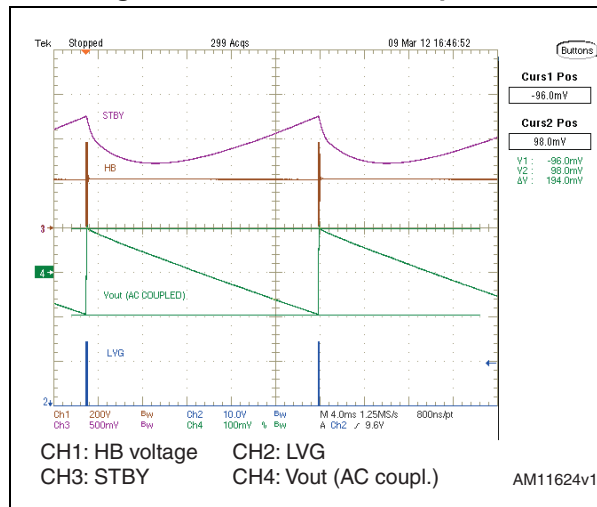 Tek Stopped 299 Acqs 09 Mar 12 16:46:52
Buttons
Curs1 Pos
-96.0mV
Curs2 Pos
98.0mV
V1 : -96.0mV
V2 : 98.0mV
ΔV : 194.0mV
STBY
HB
3
4
Vout (AC COUPLED)
LVG
2
Ch1 200V Bw Ch2 10.0V Bw M 4.0ms 1.25MS/s 800ns/pt
Ch3 500mV Bw Ch4 100mV % Bw A Ch2 / 9.6V
CH1: HB voltage CH2: LVG
CH3: STBY CH4: Vout (AC coupl.)
AM11624v1